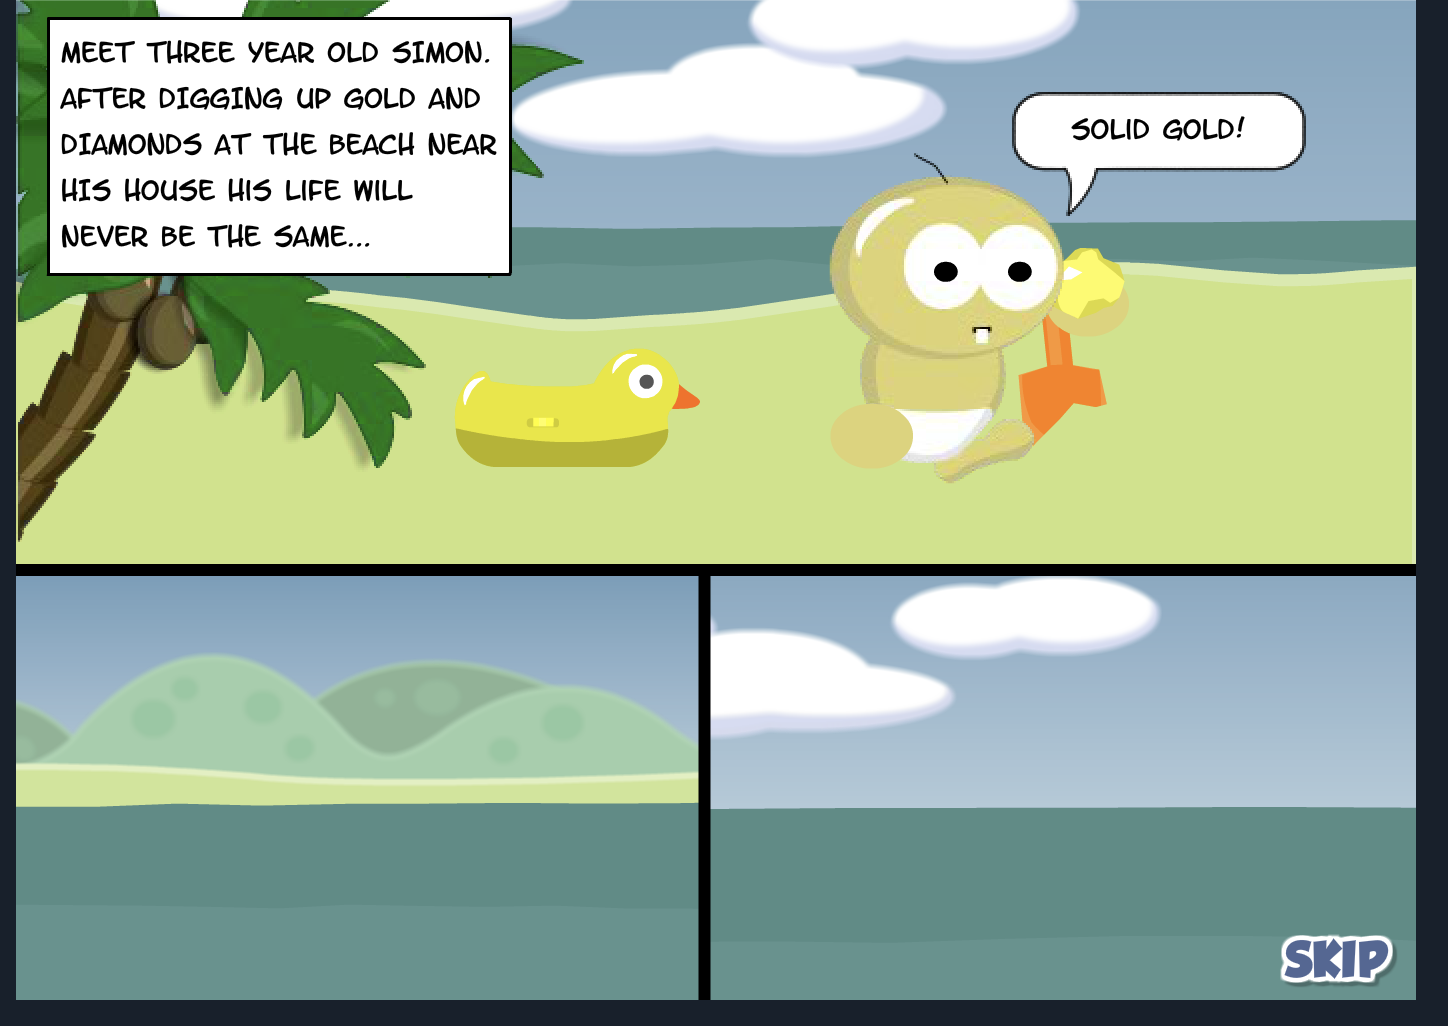 MEET THREE YEAR OLD SIMON.
AFTER DIGGING UP GOLD AND
DIAMONDS AT THE BEACH NEAR
HIS HOUSE HIS LIFE WILL
NEVER BE THE SAME...
SOLID GOLD!
SKIP